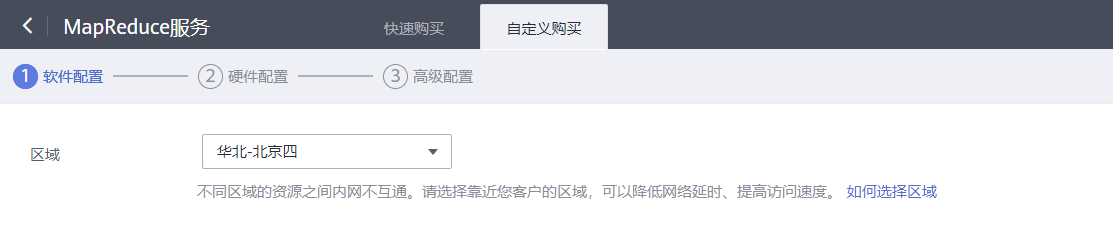 MapReduce服务 快速购买 自定义购买
1 软件配置 2 硬件配置 3 高级配置
区域 华北-北京四
不同区域的资源之间内网不互通。请选择靠近您客户的区域，可以降低网络延时、提高访问速度。 如何选择区域